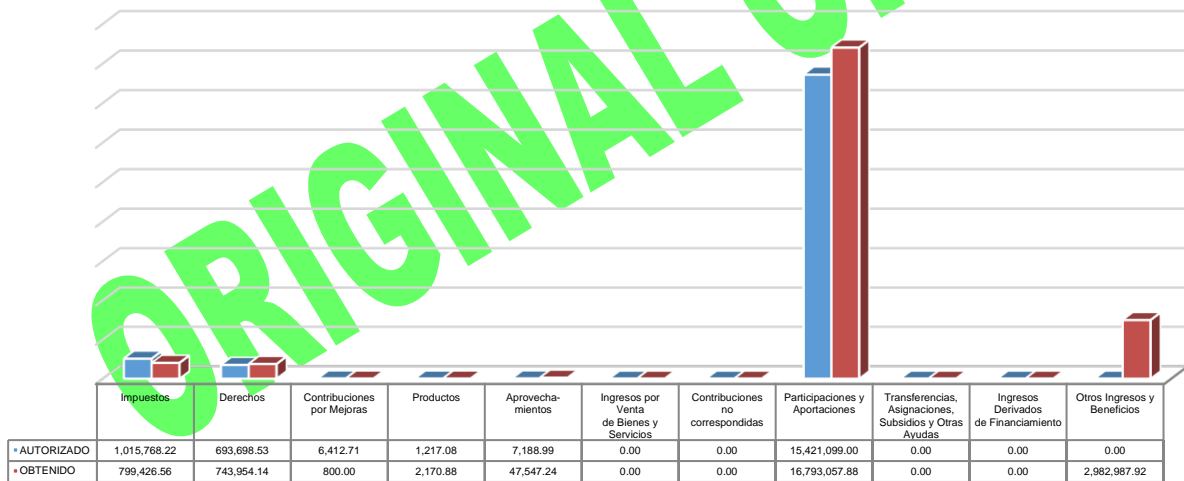 ORIGINAL
Impuestos
Derechos
Contribuciones
por Mejoras
Productos
Aprovecha-
mientos
Ingresos por
Venta
de Bienes y
Servicios
Contribuciones
no
correspondidas
Participaciones y
Aportaciones
Transferencias,
Asignaciones,
Subsidios y Otras
Ayudas
Ingresos
Derivados
de Financiamiento
Otros Ingresos y
Beneficios
AUTORIZADO 1,015,768.22 693,698.53 6,412.71 1,217.08 7,188.99 0.00 0.00 15,421,099.00 0.00 0.00 0.00
OBTENIDO 799,426.56 743,954.14 800.00 2,170.88 47,547.24 0.00 0.00 16,793,057.88 0.00 0.00 2,982,987.92